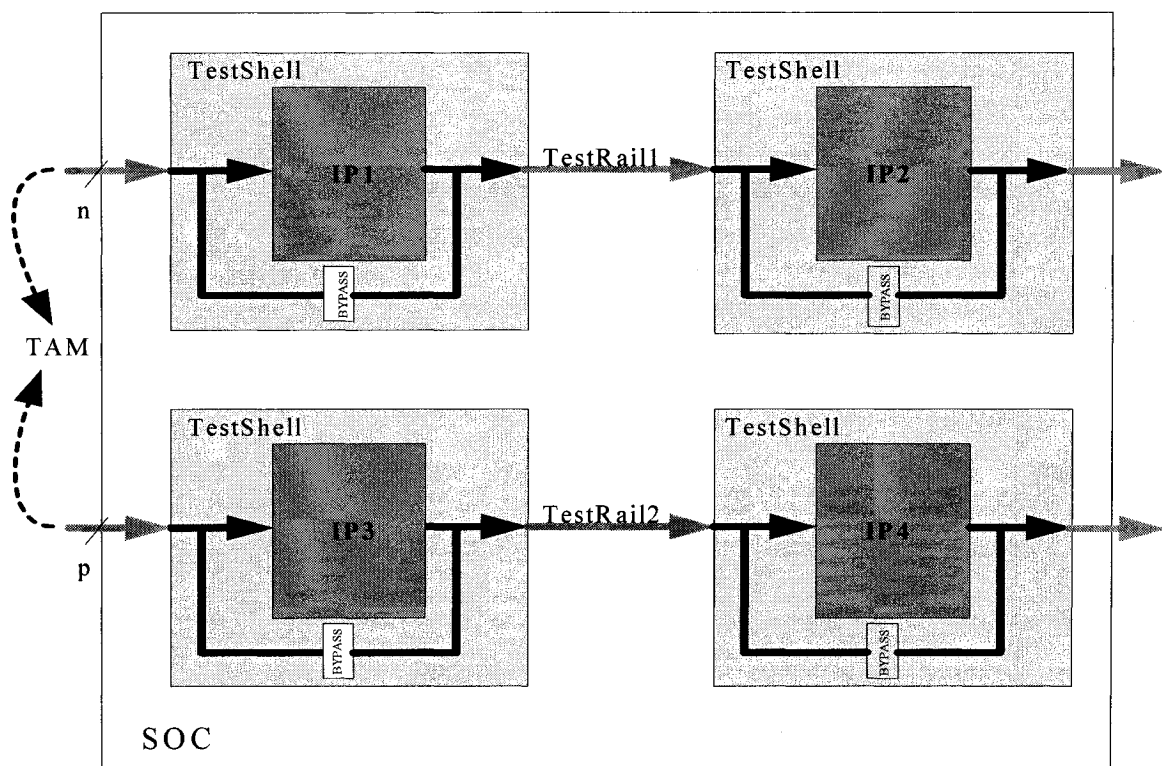 TestShell
TestShell
IP1
TestRail1
IP2
n
BYPASS
BYPASS
TAM
TestShell
TestShell
IP3
TestRail2
IP4
p
BYPASS
BYPASS
SOC